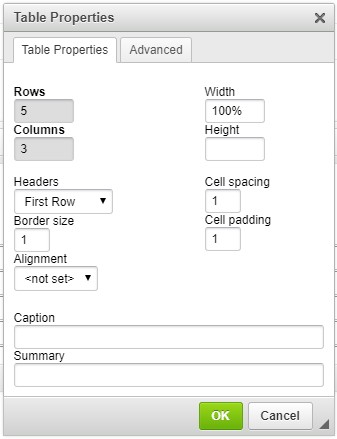 Table Properties
Table Properties
Advanced
Rows
Width
5
100%
Columns
Height
3
Headers
Cell spacing
First Row
1
Border size
Cell padding
1
1
Alignment
<not set>
Caption
Summary
OK
Cancel